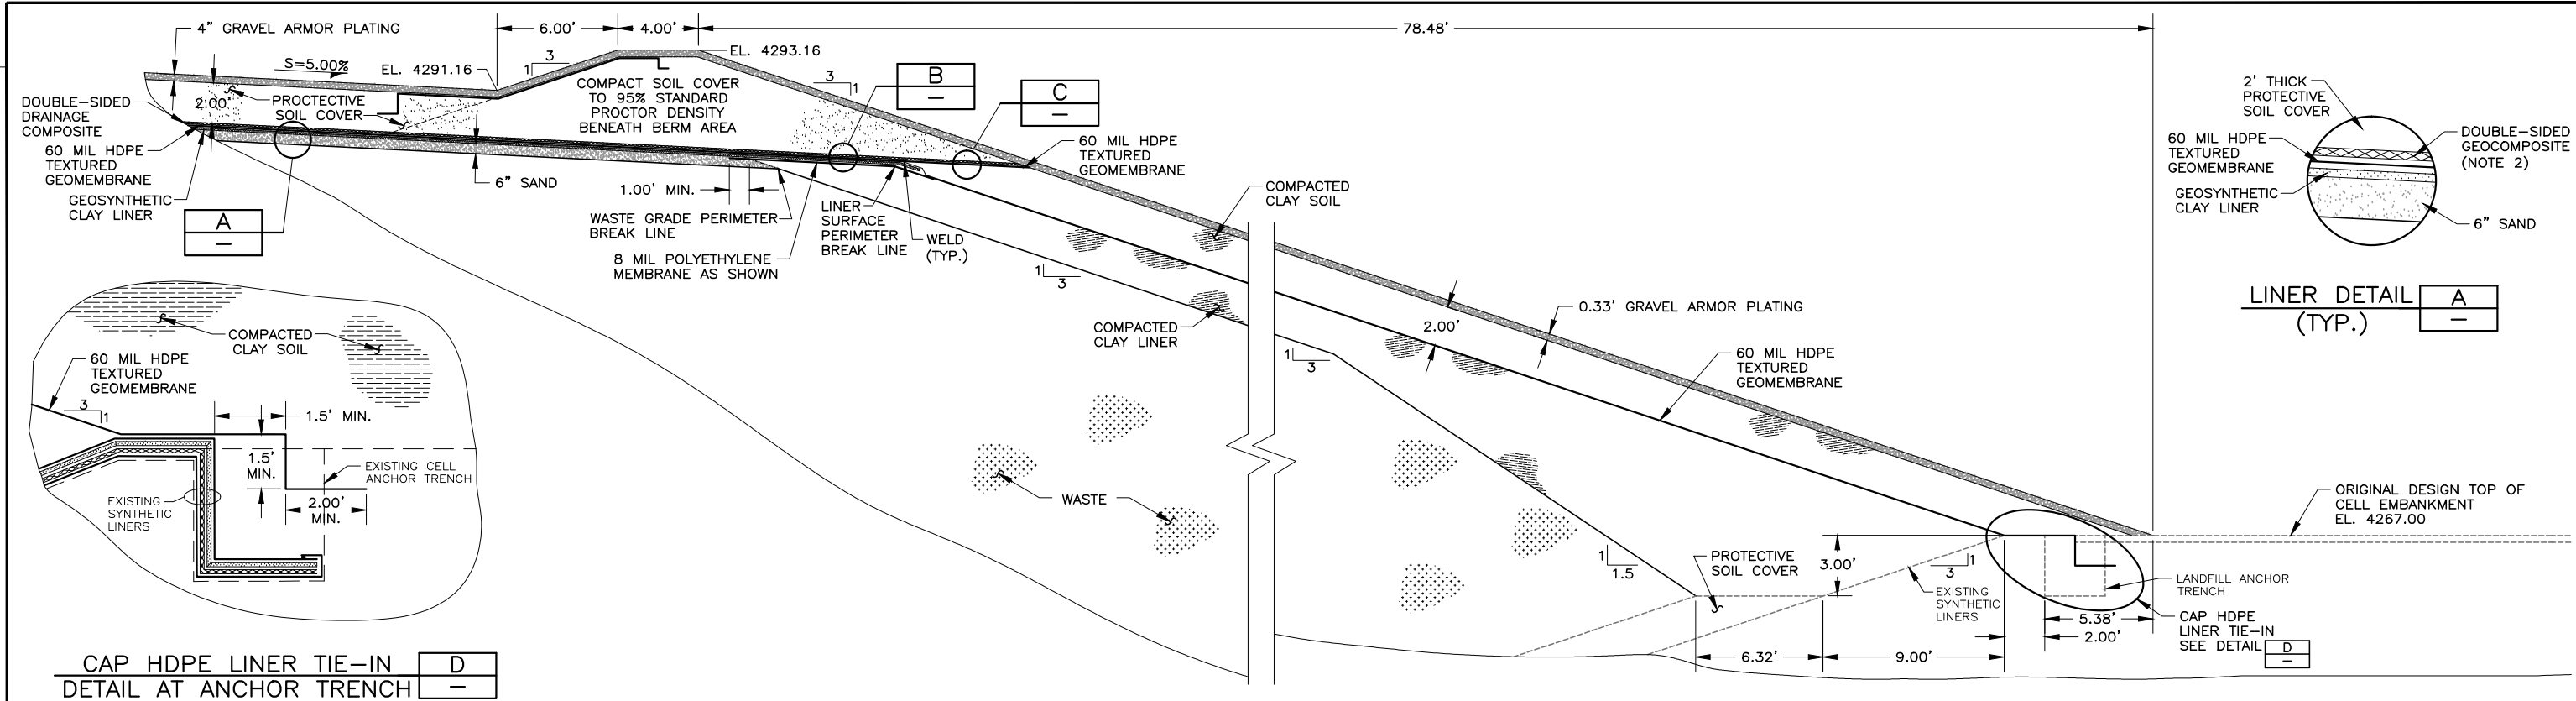 4" GRAVEL ARMOR PLATING
6.00'
4.00'
78.48'
S=5.00%
EL. 4291.16
3
1
EL. 4293.16
3
1
DOUBLE-SIDED
DRAINAGE
COMPOSITE
2.00'
PROCTECTIVE
SOIL COVER
COMPACT SOIL COVER
TO 95% STANDARD
PROCTOR DENSITY
BENEATH BERM AREA
B
–
C
–
60 MIL HDPE
TEXTURED
GEOMEMBRANE
60 MIL HDPE
TEXTURED
GEOMEMBRANE
GEOSYNTHETIC
CLAY LINER
A
–
6" SAND
1.00' MIN.
WASTE GRADE PERIMETER
BREAK LINE
8 MIL POLYETHYLENE
MEMBRANE AS SHOWN
LINER
SURFACE
PERIMETER
BREAK LINE
WELD
(TYP.)
COMPACTED
CLAY SOIL
1
3
COMPACTED
CLAY LINER
1
3
2.00'
0.33' GRAVEL ARMOR PLATING
60 MIL HDPE
TEXTURED
GEOMEMBRANE
WASTE
1
1.5
PROTECTIVE
SOIL COVER
3.00'
1
3
EXISTING
SYNTHETIC
LINERS
6.32'
9.00'
5.38'
2.00'
ORIGINAL DESIGN TOP OF
CELL EMBANKMENT
EL. 4267.00
LANDFILL ANCHOR
TRENCH
CAP HDPE
LINER TIE-IN
SEE DETAIL
D
–
2' THICK
PROTECTIVE
SOIL COVER
60 MIL HDPE
TEXTURED
GEOMEMBRANE
GEOSYNTHETIC
CLAY LINER
DOUBLE-SIDED
GEOCOMPOSITE
(NOTE 2)
6" SAND
LINER DETAIL
(TYP.)
A
–
COMPACTED
CLAY SOIL
60 MIL HDPE
TEXTURED
GEOMEMBRANE
3
1
1.5' MIN.
1.5'
MIN.
EXISTING CELL
ANCHOR TRENCH
2.00'
MIN.
EXISTING
SYNTHETIC
LINERS
CAP HDPE LINER TIE-IN
DETAIL AT ANCHOR TRENCH
D
–